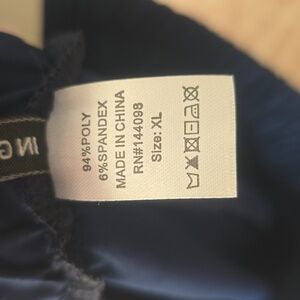 94%POLY
6%SPANDEX
MADE IN CHINA
RN#144098
Size: XL